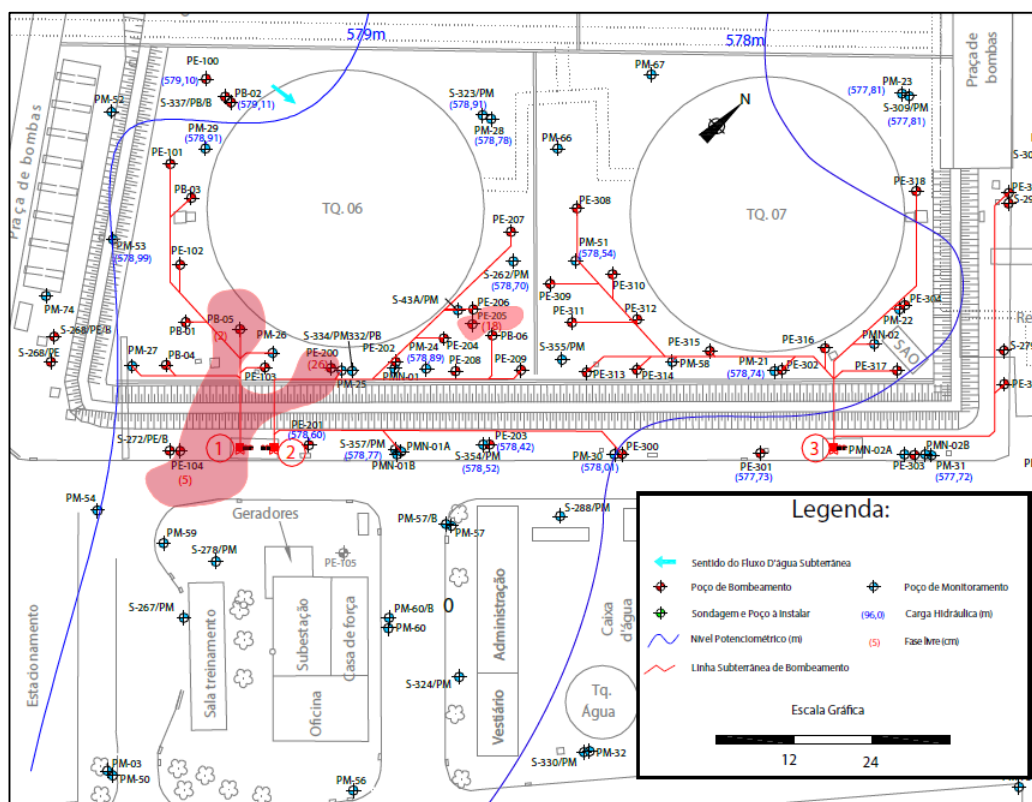 579m
578m
PE-100
(579,10)
PB-02
S-337/PB/B
(579,11)
PM-52
PM-29
(578,91)
PE-101
PB-03
Praça de bombas
PM-53
(578,99)
PE-102
PM-74
S-268/PE/B
S-268/PE
PM-27
PB-01
PB-04
PB-05
(2)
PM-26
PE-103
TQ. 06
S-323/PM
(578,91)
PM-28
(578,78)
PE-207
S-262/PM
(578,70)
S-43A/PM
PE-206
PE-205
(18)
PE-204
PB-06
S-334/PM
332/PB
PE-200
PM-25
PE-202
PM-24
(578,89)
PMN-01
PE-208
PE-209
PM-67
PM-66
N
TQ. 07
PM-23
(577,81)
S-309/PM
(577,81)
Praça de
bombas
PE-318
PE-308
PM-51
(578,54)
PE-309
PE-310
PE-311
PE-312
S-355/PM
PE-313
PE-314
PE-315
PM-58
PM-21
(578,74)
PE-302
PE-316
PE-317
PE-304
PM-22
PMN-02
SAO
S-272/PE/B
PE-104
(5)
1
2
PE-201
(578,60)
S-357/PM
(578,77)
PMN-01A
PMN-01B
PE-203
(578,42)
S-354/PM
(578,52)
PM-30
(578,01)
PE-300
PE-301
(577,73)
3
PMN-02A
PE-303
PMN-02B
PM-31
(577,72)
PM-54
PM-59
S-278/PM
S-267/PM
Geradores
PE-105
PM-57/B
PM-57
S-288/PM
PM-60/B
PM-60
0
S-324/PM
Estacionamento
Sala treinamento
Subestação
Casa de força
Oficina
Administração
Vestiário
Caixa
d'água
Tq.
Água
S-330/PM
PM-32
PM-03
PM-50
PM-56
Legenda:
Sentido do Fluxo D'água Subterrânea
Poço de Bombeamento
Poço de Monitoramento
Sondagem e Poço à Instalar
(96,0)
Carga Hidráulica (m)
Nível Potenciométrico (m)
(5)
Fase livre (cm)
Linha Subterrânea de Bombeamento
Escala Gráfica
12
24